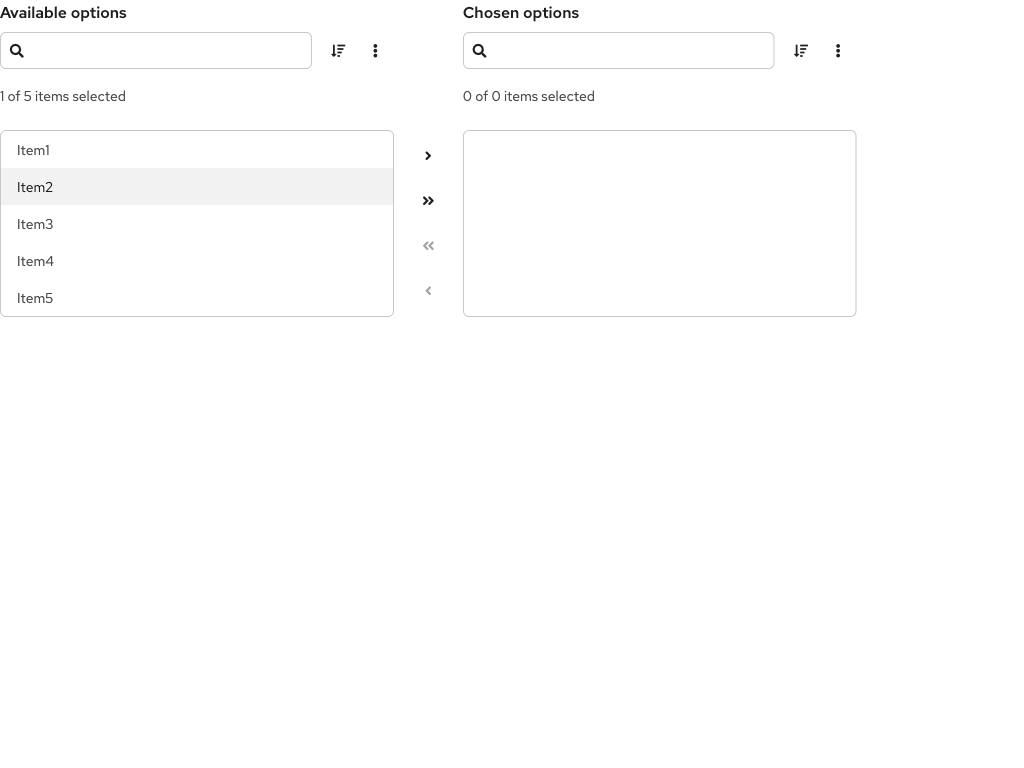 Available options
1 of 5 items selected
Item1
Item2
Item3
Item4
Item5
Chosen options
0 of 0 items selected